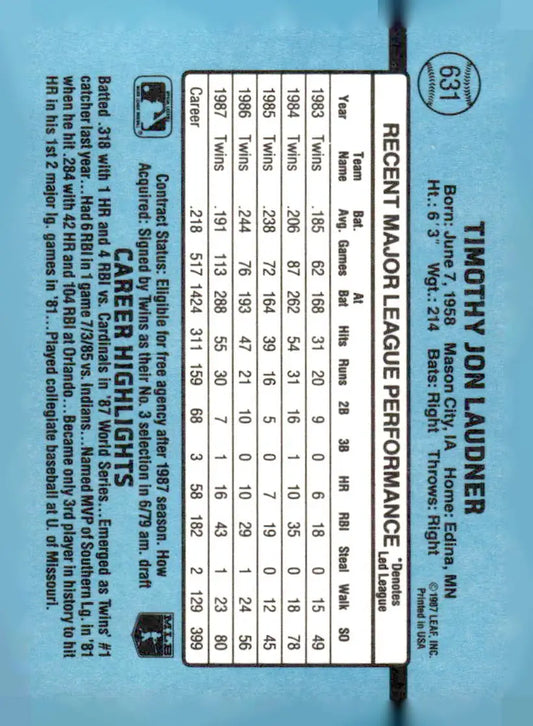 631
TIMOTHY JON LAUDNER
Born: June 7, 1958 Mason City, IA Home: Edina, MN
Ht.: 6'3" Wgt.: 214 Bats: Right Throws: Right
©1987 LEAF, INC.
Printed in USA
RECENT MAJOR LEAGUE PERFORMANCE *Denotes Led League
Year Team Name Bat. Avg. Games At Bat Hits Runs 2B 3B HR RBI Steal Walk SO
1983 Twins .185 62 168 31 20 9 0 6 18 0 15 49
1984 Twins .206 87 262 54 31 16 1 10 35 0 18 78
1985 Twins .238 72 164 39 16 5 0 7 19 0 12 45
1986 Twins .244 76 193 47 21 10 0 10 29 1 24 56
1987 Twins .191 113 288 55 30 7 1 16 43 1 23 80
Career .218 517 1424 311 159 68 3 58 182 2 129 399
Contract Status: Eligible for free agency after 1987 season. How
Acquired: Signed by Twins as their No. 3 selection in 6/79 am. draft
MLB
CAREER HIGHLIGHTS
Batted .318 with 1 HR and 4 RBI vs. Cardinals in '87 World Series...Emerged as Twins' #1
catcher last year...Had 6 RBI in 1 game 7/3/85 vs. Indians...Named MVP of Southern Lg. in '81
when he hit .284 with 42 HR and 104 RBI at Orlando...Became only 3rd player in history to hit
HR in his 1st 2 major lg. games in '81...Played collegiate baseball at U. of Missouri.